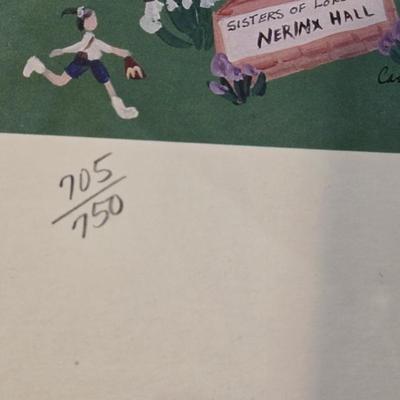 SISTERS OF
NERINX HALL
705
750